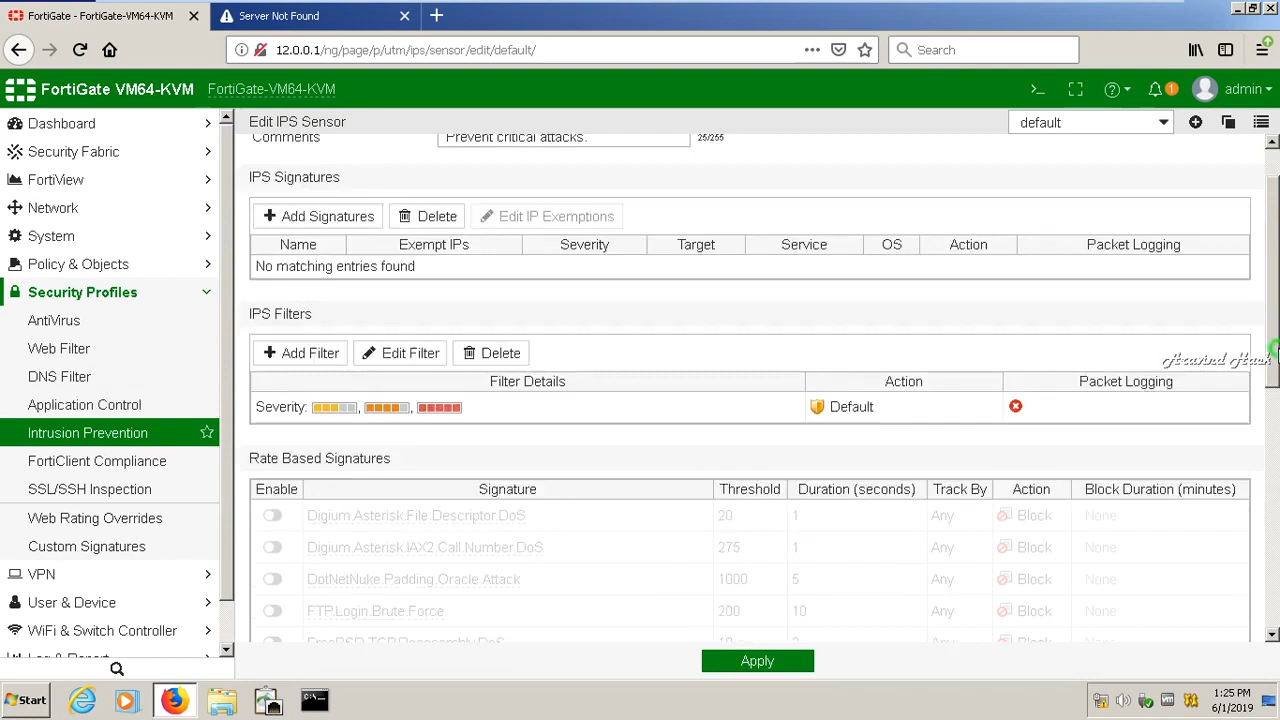 FortiGate - FortiGate-VM64-KVM
Server Not Found
12.0.0.1/ng/page/p/utm/ips/sensor/edit/default/
Search
FortiGate VM64-KVM
FortiGate-VM64-KVM
1
admin
Dashboard
Security Fabric
FortiView
Network
System
Policy & Objects
Security Profiles
AntiVirus
Web Filter
DNS Filter
Application Control
Intrusion Prevention
FortiClient Compliance
SSL/SSH Inspection
Web Rating Overrides
Custom Signatures
VPN
User & Device
WiFi & Switch Controller
Log & Report
Edit IPS Sensor
default
Comments
Prevent critical attacks.
25/255
IPS Signatures
Add Signatures Delete Edit IP Exemptions
Name Exempt IPs Severity Target Service OS Action Packet Logging
No matching entries found
IPS Filters
Add Filter Edit Filter Delete
Aravind Hack
Filter Details Action Packet Logging
Severity: , , Default
Rate Based Signatures
Enable Signature Threshold Duration (seconds) Track By Action Block Duration (minutes)
Digium.Asterisk.File.Descriptor.DoS 20 1 Any Block None
Digium.Asterisk.IAX2.Call.Number.DoS 275 1 Any Block None
DotNetNuke.Padding.Oracle.Attack 1000 5 Any Block None
FTP.Login.Brute.Force 200 10 Any Block None
Apply
Start
1:25 PM
6/1/2019